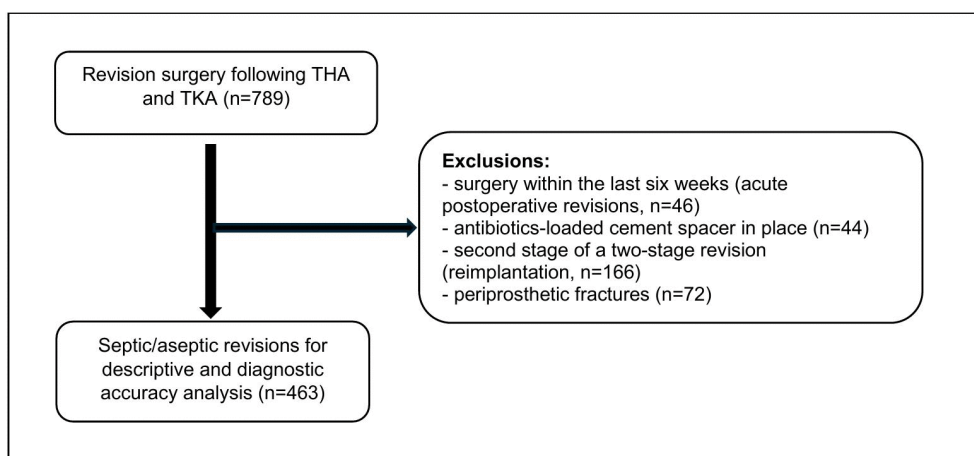 Revision surgery following THA
and TKA (n=789)
Exclusions:
- surgery within the last six weeks (acute
postoperative revisions, n=46)
- antibiotics-loaded cement spacer in place (n=44)
- second stage of a two-stage revision
(reimplantation, n=166)
- periprosthetic fractures (n=72)
Septic/aseptic revisions for
descriptive and diagnostic
accuracy analysis (n=463)